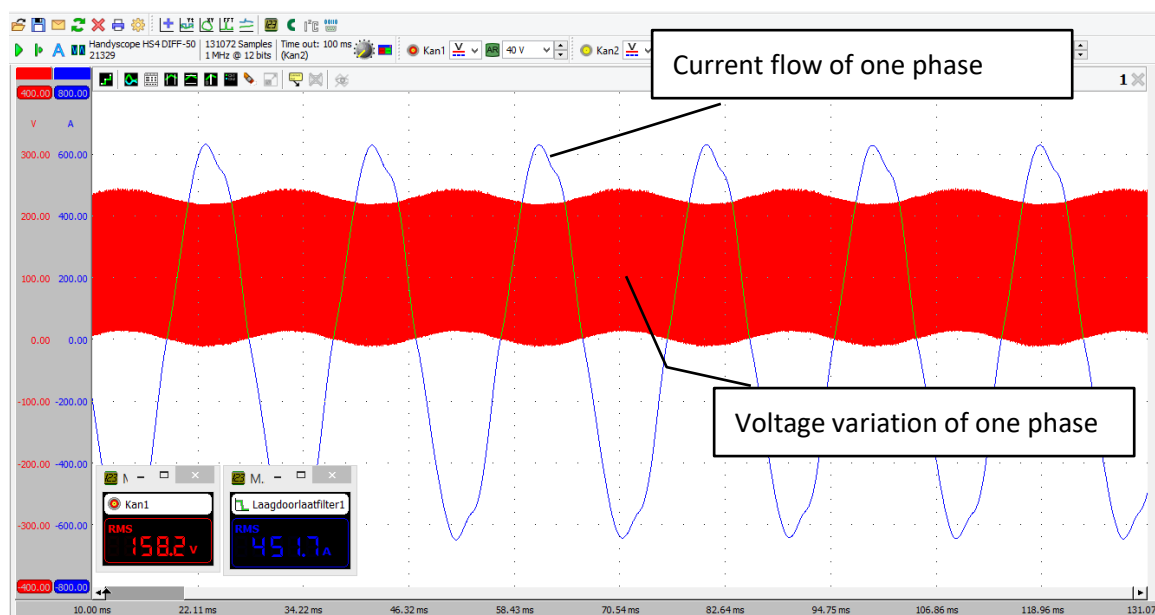 Handyscope HS4 DIFF-50 131072 Samples Time out: 100 ms
21329 1 MHz @ 12 bits (Kan2)
Kan1 AR 40 V Kan2
Current flow of one phase
1
400.00 800.00
V A
300.00 600.00
200.00 400.00
100.00 200.00
0.00 0.00
-100.00 -200.00
Voltage variation of one phase
-200.00 -400.00
M.
Kan1 Laagdoorlaatfilter1
-300.00 -600.00
RMS RMS
158.2 V 451.7 A
-400.00 -800.00
10.00 ms 22.11 ms 34.22 ms 46.32 ms 58.43 ms 70.54 ms 82.64 ms 94.75 ms 106.86 ms 118.96 ms 131.07